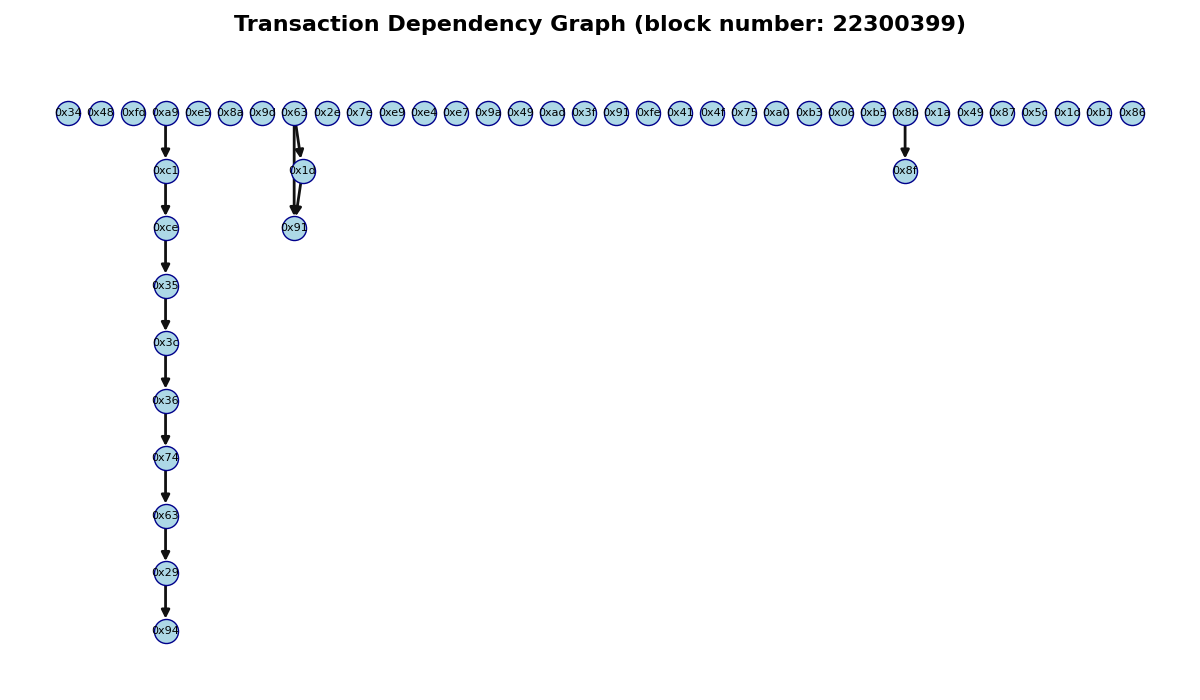 Transaction Dependency Graph (block number: 22300399)
0x34 0x48 0xfd 0xa9 0xe5 0x8a 0x9d 0x63 0x2e 0x7e 0xe9 0xe4 0xe7 0x9a 0x49 0xad 0x3f 0x91 0xfe 0x41 0x4f 0x75 0xa0 0xb3 0x06 0xb5 0x8b 0x1a 0x49 0x87 0x5c 0x1d 0xb1 0x86
0xc1 0x1d 0x8f
0xce 0x91
0x35
0x3c
0x36
0x74
0x63
0x29
0x94